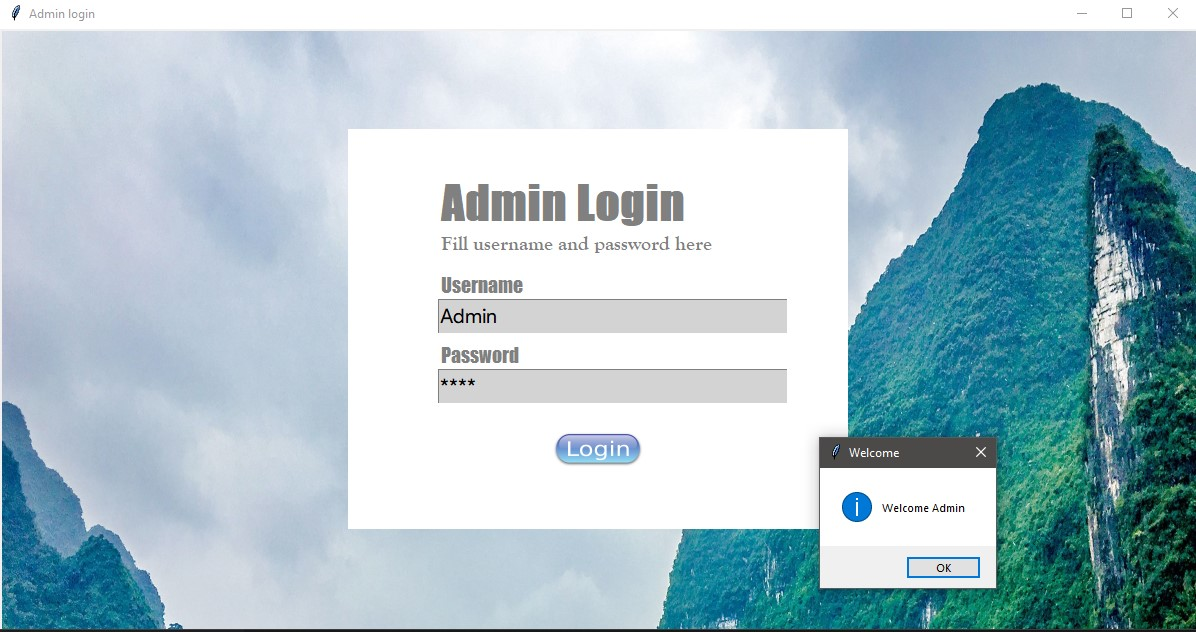 Admin login
Admin Login
Fill username and password here
Username
Admin
Password
****
Login
Welcome
Welcome Admin
OK